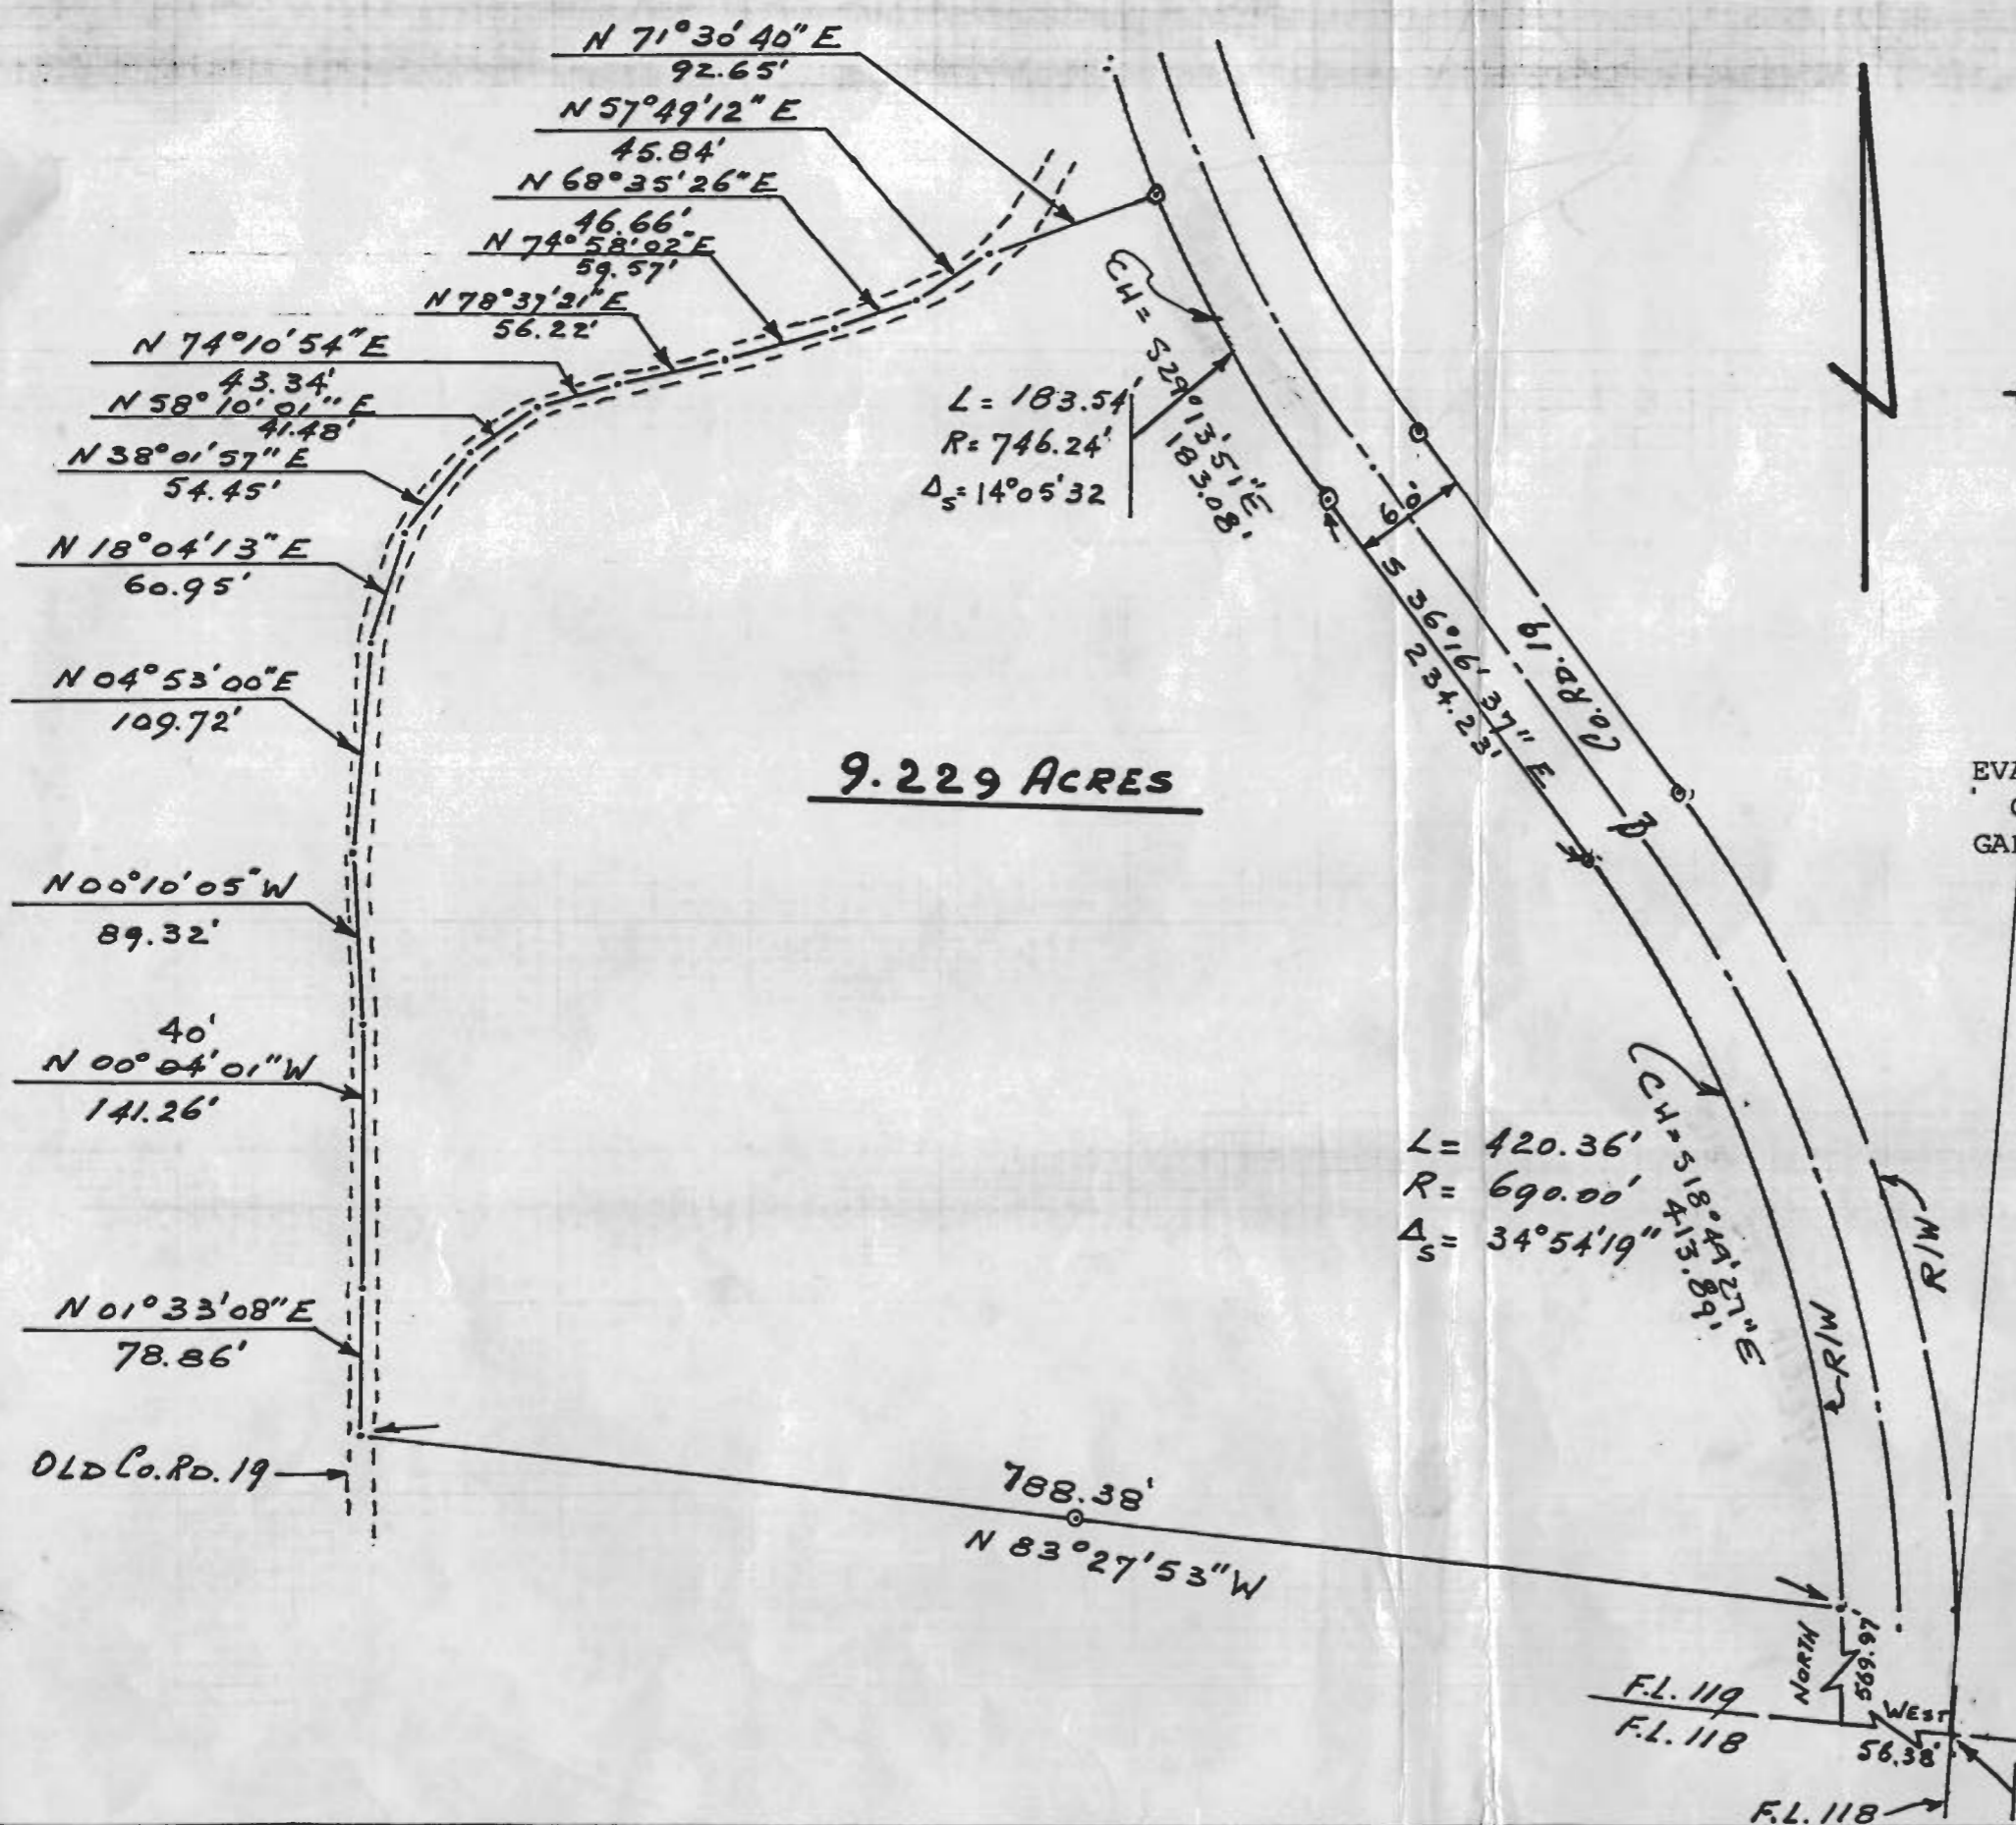 N 71°30'40" E
92.65'
N 57°49'12" E
45.84'
N 68°35'26" E
46.66'
N 74°58'02" E
59.57'
N 78°37'21" E
56.22'
N 74°10'54" E
43.34'
N 58°10'01" E
41.48'
N 38°01'57" E
54.45'
N 18°04'13" E
60.95'
N 04°53'00" E
109.72'
N 00°10'05" W
89.32'
40'
N 00°04'01" W
141.26'
N 01°33'08" E
78.86'
OLD Co. RD. 19
CH = S29°13'51"E
183.08'
L = 183.54'
R = 746.24'
Δs = 14°05'32
60'
S 36°16'37" E
234.23'
Co. RD. 19
9.229 ACRES
EVA
GAI
CH = S18°49'27"E
413.89'
L = 420.36'
R = 690.00'
Δs = 34°54'19"
R/W
R/W
788.38'
N 83°27'53" W
NORTH
569.97'
F.L. 119
F.L. 118
WEST
56.38'
F.L. 118